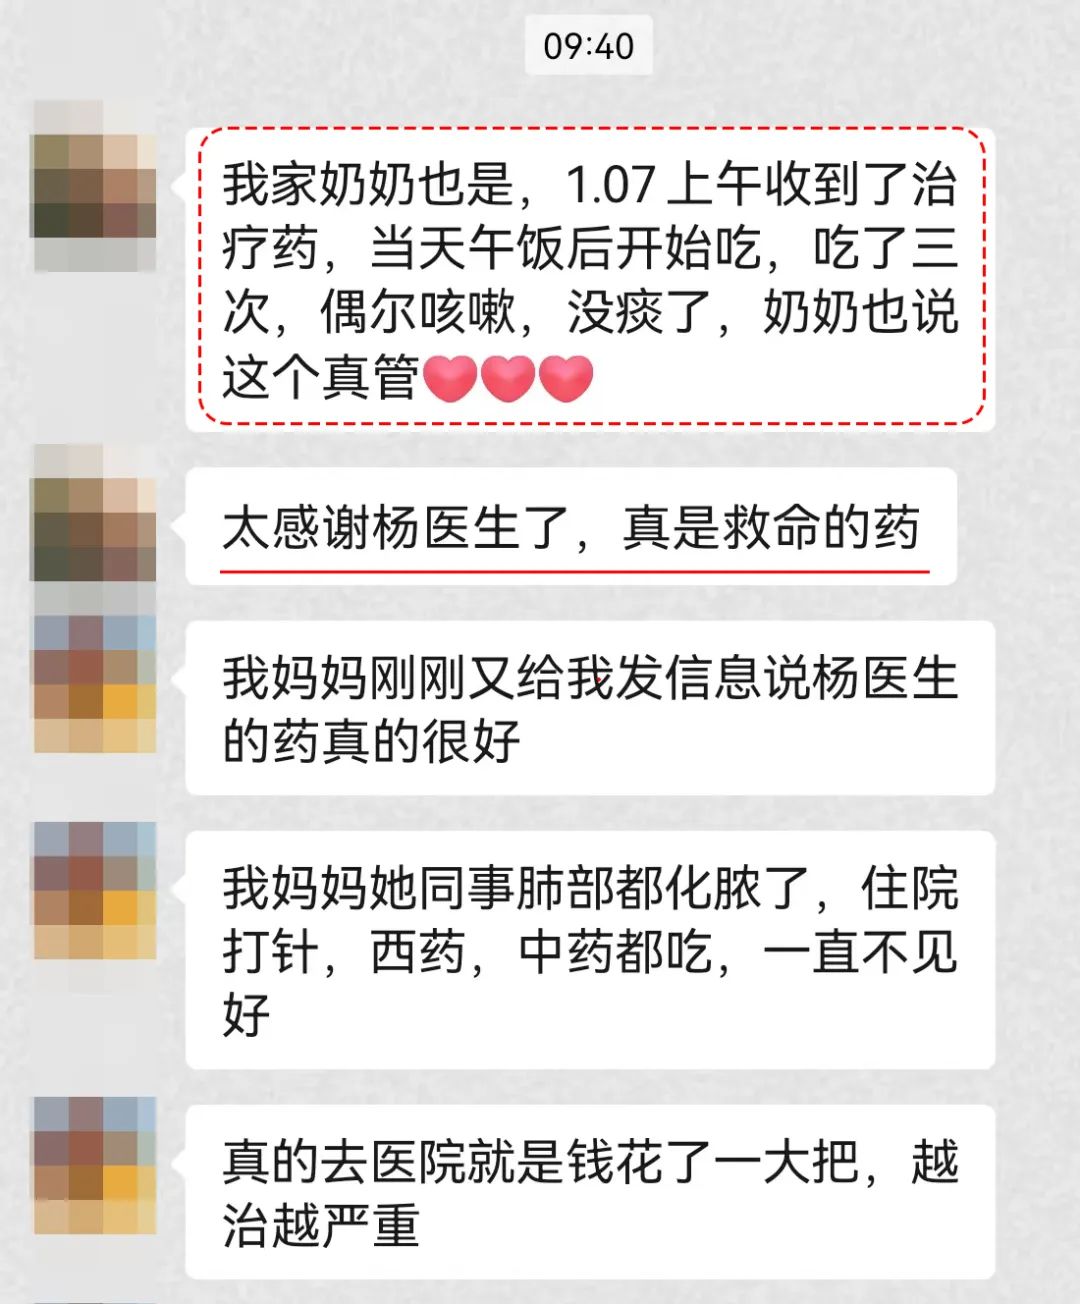 09:40
我家奶奶也是，1.07上午收到了治
疗药，当天午饭后开始吃，吃了三
次，偶尔咳嗽，没痰了，奶奶也说
这个真管
太感谢杨医生了，真是救命的药
我妈妈刚刚又给我发信息说杨医生
的药真的很好
我妈妈她同事肺部都化脓了，住院
打针，西药，中药都吃，一直不见
好
真的去医院就是钱花了一大把，越
治越严重